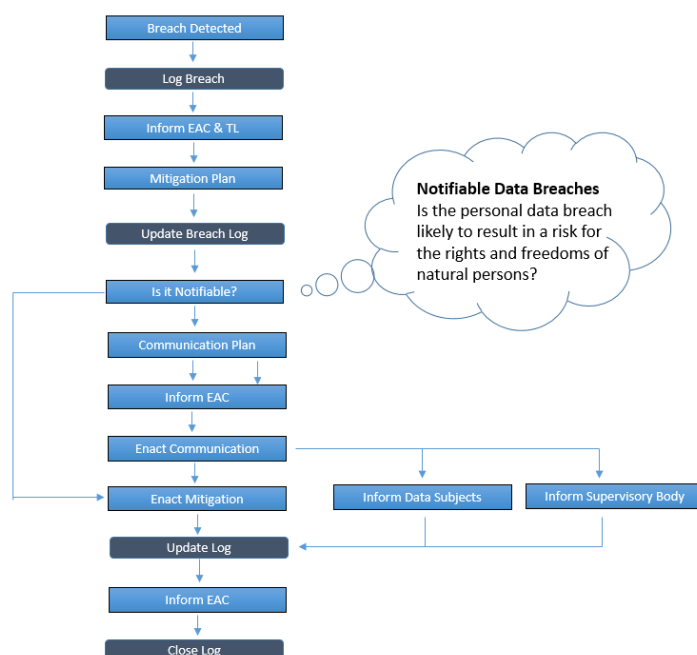 Breach Detected
Log Breach
Inform EAC & TL
Mitigation Plan
Update Breach Log
Notifiable Data Breaches
Is the personal data breach
likely to result in a risk for
the rights and freedoms of
natural persons?
Is it Notifiable?
Communication Plan
Inform EAC
Enact Communication
Enact Mitigation
Inform Data Subjects
Inform Supervisory Body
Update Log
Inform EAC
Close Log